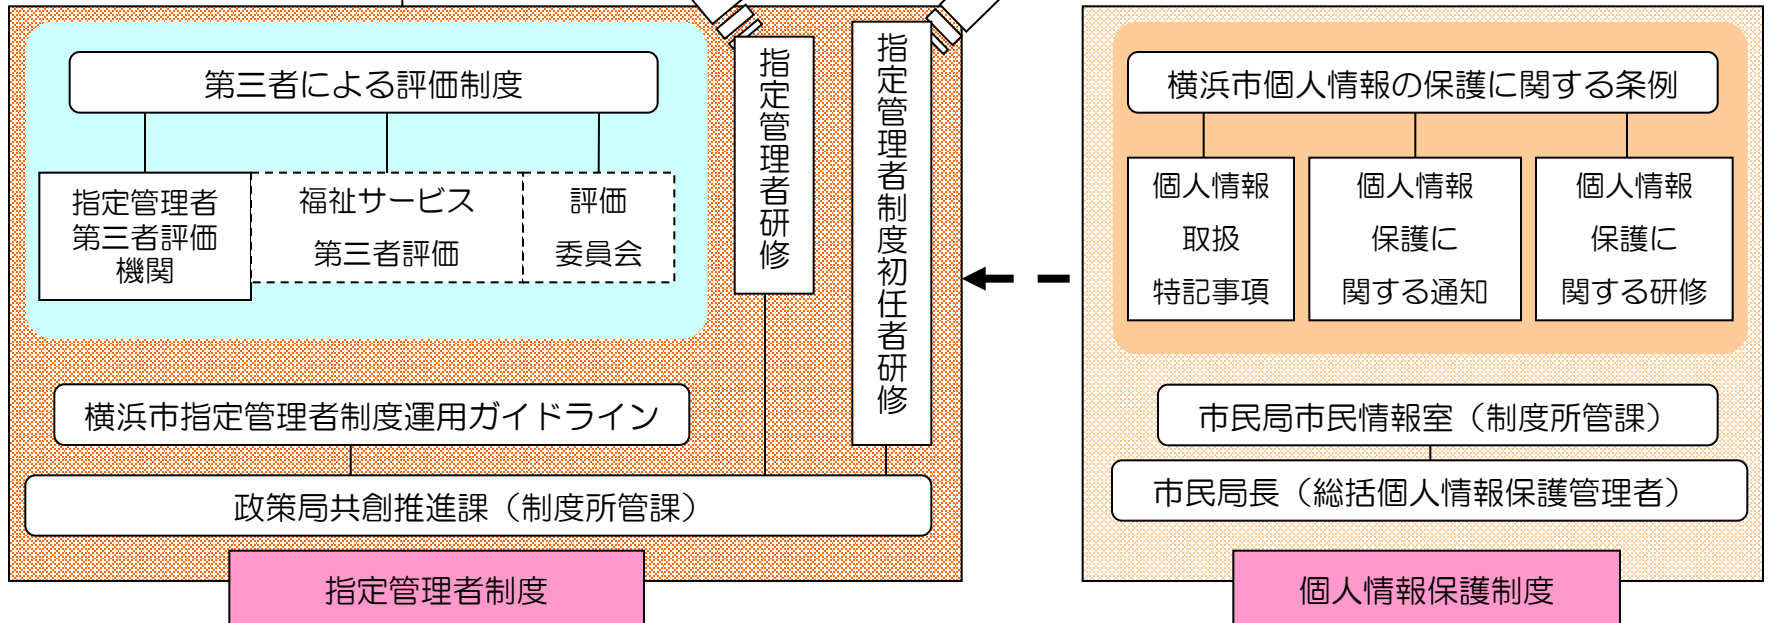 第三者による評価制度
指定管理者
第三者評価
機関
福祉サービス
第三者評価
評価
委員会
指定管理者研修
指定管理者制度初任者研修
横浜市指定管理者制度運用ガイドライン
政策局共創推進課（制度所管課）
指定管理者制度
横浜市個人情報の保護に関する条例
個人情報
取扱
特記事項
個人情報
保護に
関する通知
個人情報
保護に
関する研修
市民局市民情報室（制度所管課）
市民局長（総括個人情報保護管理者）
個人情報保護制度